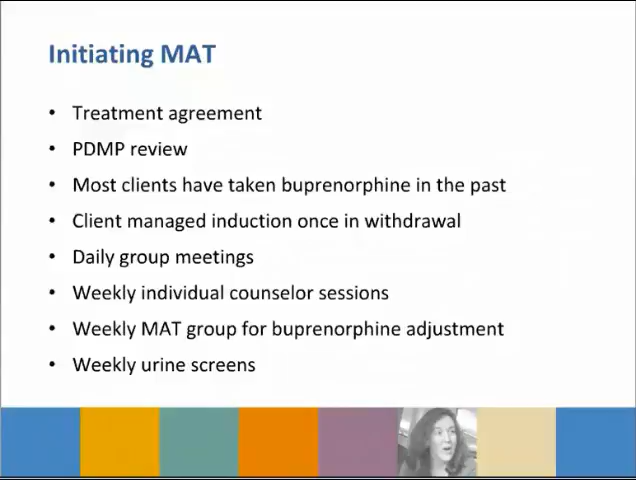 Initiating MAT
• Treatment agreement
• PDMP review
• Most clients have taken buprenorphine in the past
• Client managed induction once in withdrawal
• Daily group meetings
• Weekly individual counselor sessions
• Weekly MAT group for buprenorphine adjustment
• Weekly urine screens